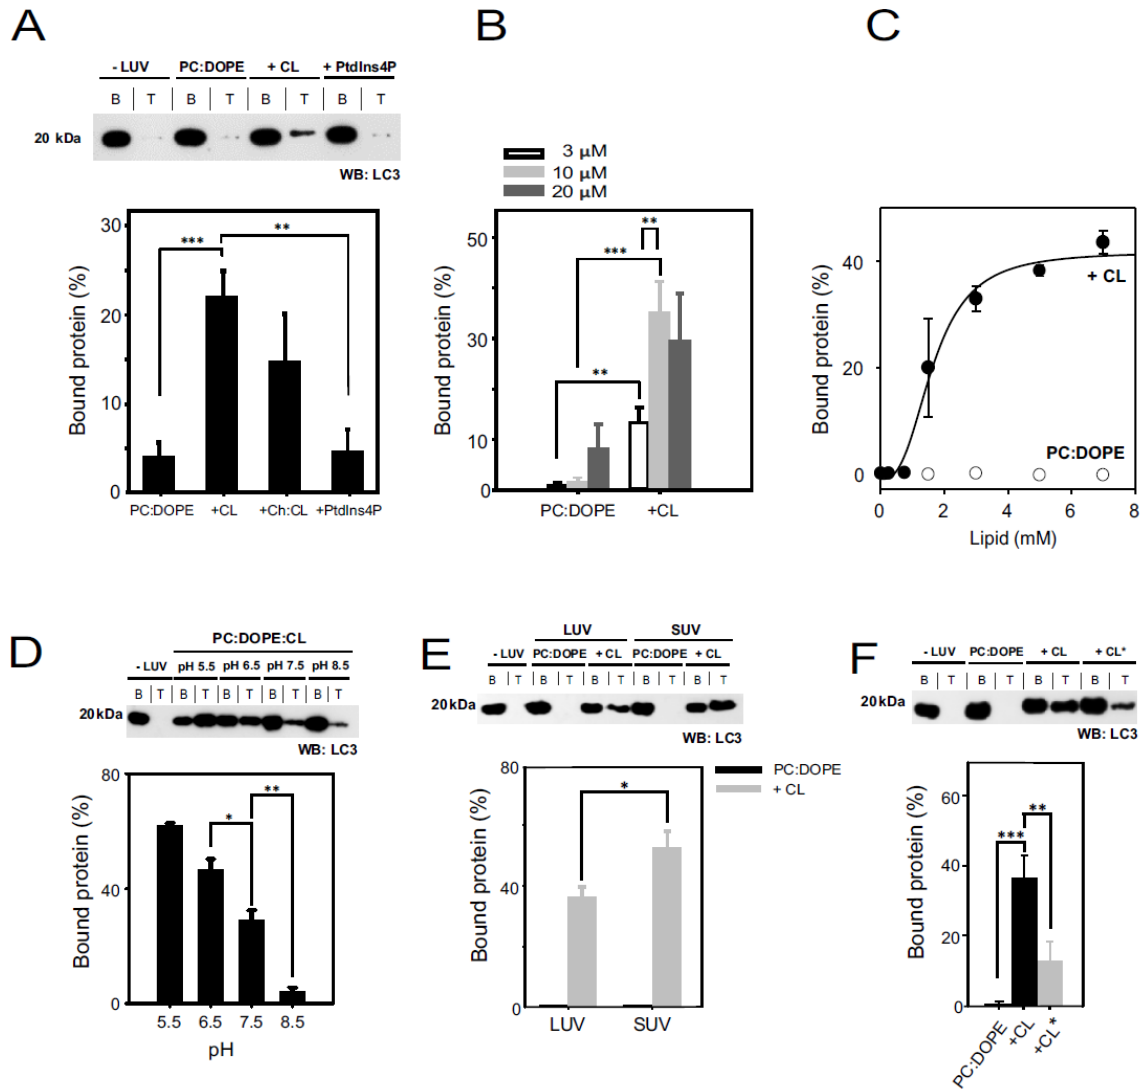 A
- LUV PC:DOPE + CL + PtdIns4P
B T B T B T B T
20 kDa
WB: LC3
Bound protein (%)
30
20
10
0
*** **
PC:DOPE +CL +Ch:CL +PtdIns4P
B
3 µM
10 µM
20 µM
Bound protein (%)
50
30
10
0
**
***
**
PC:DOPE +CL
C
Bound protein (%)
40
20
0
+ CL
PC:DOPE
0 2 4 6 8
Lipid (mM)
D
PC:DOPE:CL
- LUV pH 5.5 pH 6.5 pH 7.5 pH 8.5
B T B T B T B T B T
20kDa
WB: LC3
Bound protein (%)
80
40
0
* **
5.5 6.5 7.5 8.5
pH
E
LUV SUV
- LUV PC:DOPE + CL PC:DOPE + CL
B T B T B T B T B T
20kDa
WB: LC3
PC:DOPE
+ CL
Bound protein (%)
80
40
0
*
LUV SUV
F
- LUV PC:DOPE + CL + CL*
B T B T B T B T
20kDa
WB: LC3
Bound protein (%)
60
40
20
0
*** **
PC:DOPE +CL +CL*